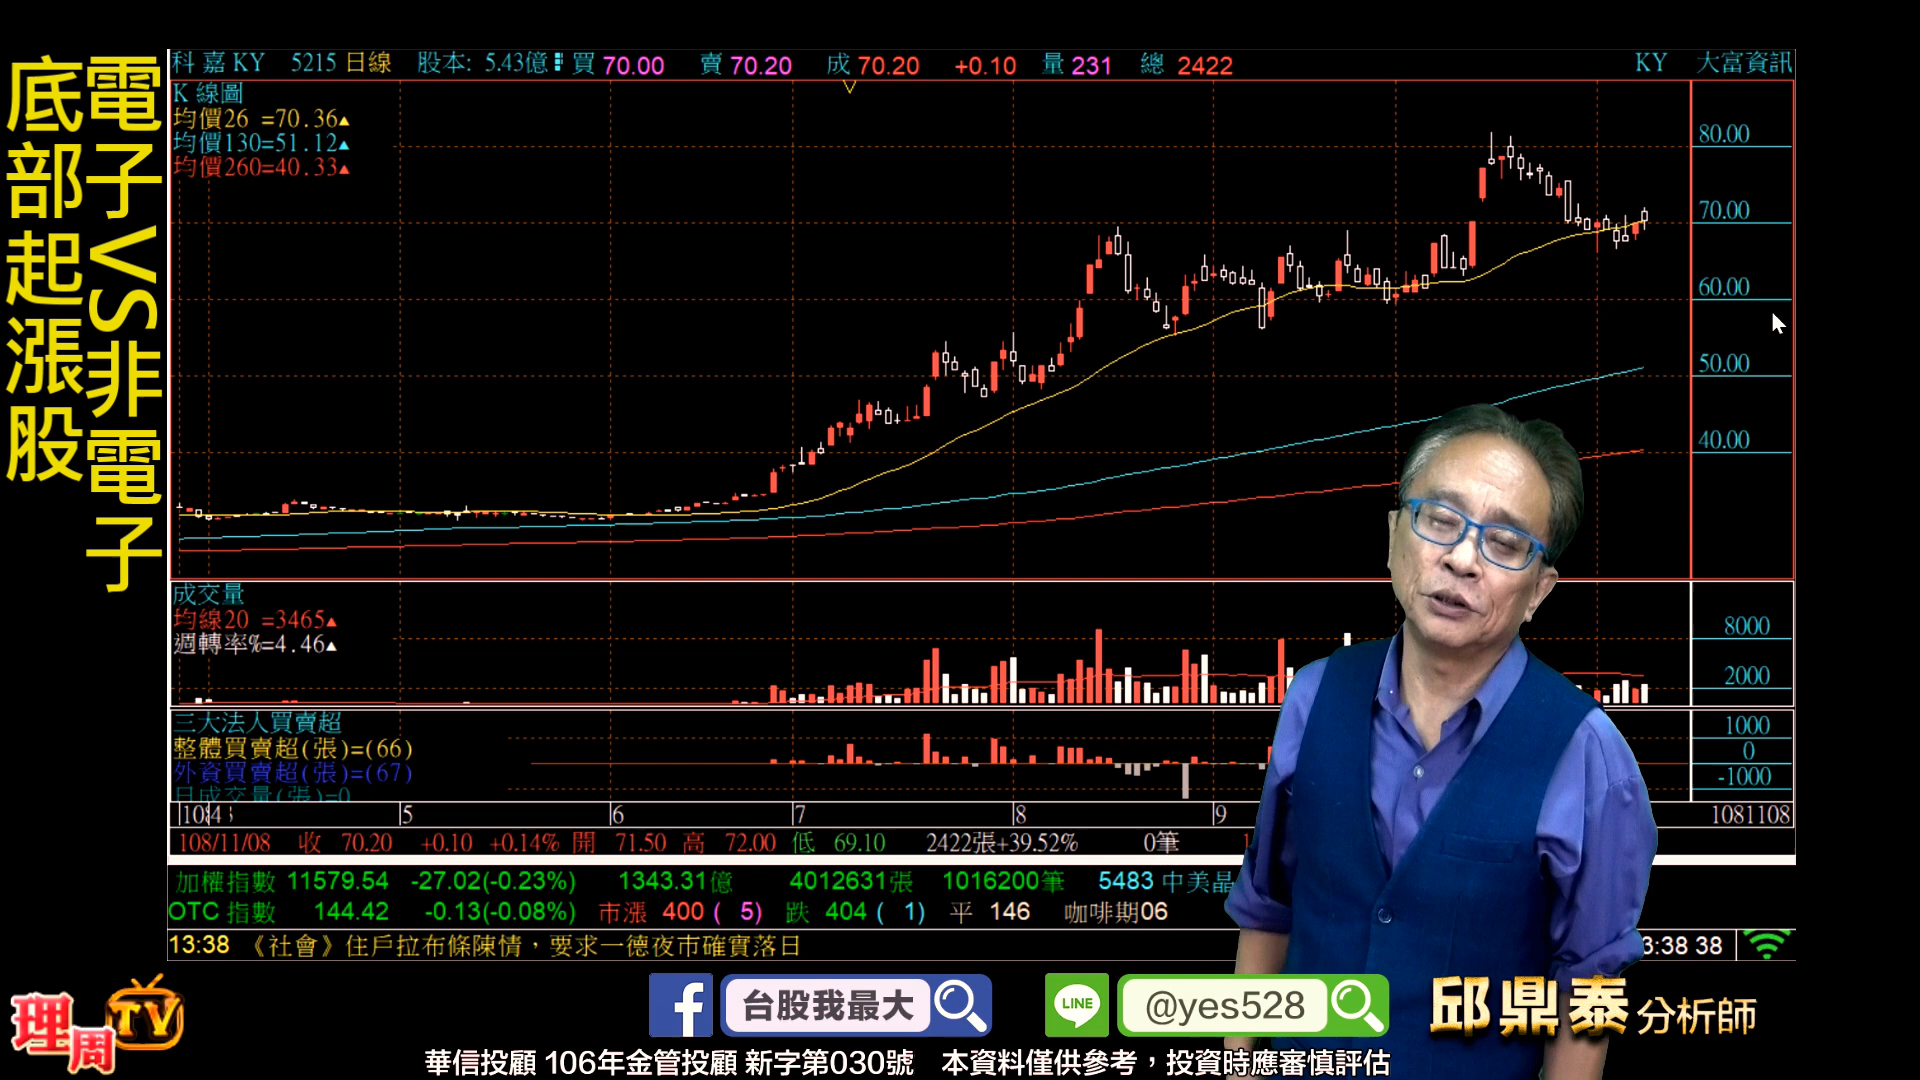 電子VS非電子
底部起漲股
科嘉KY 5215 日線 股本: 5.43億 買 70.00 賣 70.20 成 70.20 +0.10 量 231 總 2422 KY 大富資訊
K 線圖
均價26 =70.36▲
均價130=51.12▲
均價260=40.33▲
80.00
70.00
60.00
50.00
40.00
成交量
均線20 =3465▲
週轉率%=4.46▲
8000
2000
三大法人買賣超
整體買賣超(張)=(66)
外資買賣超(張)=(67)
日成交量(張)=0
1000
0
-1000
5 6 7 8 9 1081108
108/11/08 收 70.20 +0.10 +0.14% 開 71.50 高 72.00 低 69.10 2422張+39.52% 0筆
加權指數 11579.54 -27.02(-0.23%) 1343.31億 4012631張 1016200筆 5483 中美晶
OTC 指數 144.42 -0.13(-0.08%) 市漲 400 ( 5) 跌 404 ( 1) 平 146 咖啡期06
13:38 《社會》住戶拉布條陳情，要求一德夜市確實落日 3:38 38
理周TV
f 台股我最大 LINE @yes528 邱鼎泰 分析師
華信投顧 106年金管投顧 新字第030號 本資料僅供參考，投資時應審慎評估